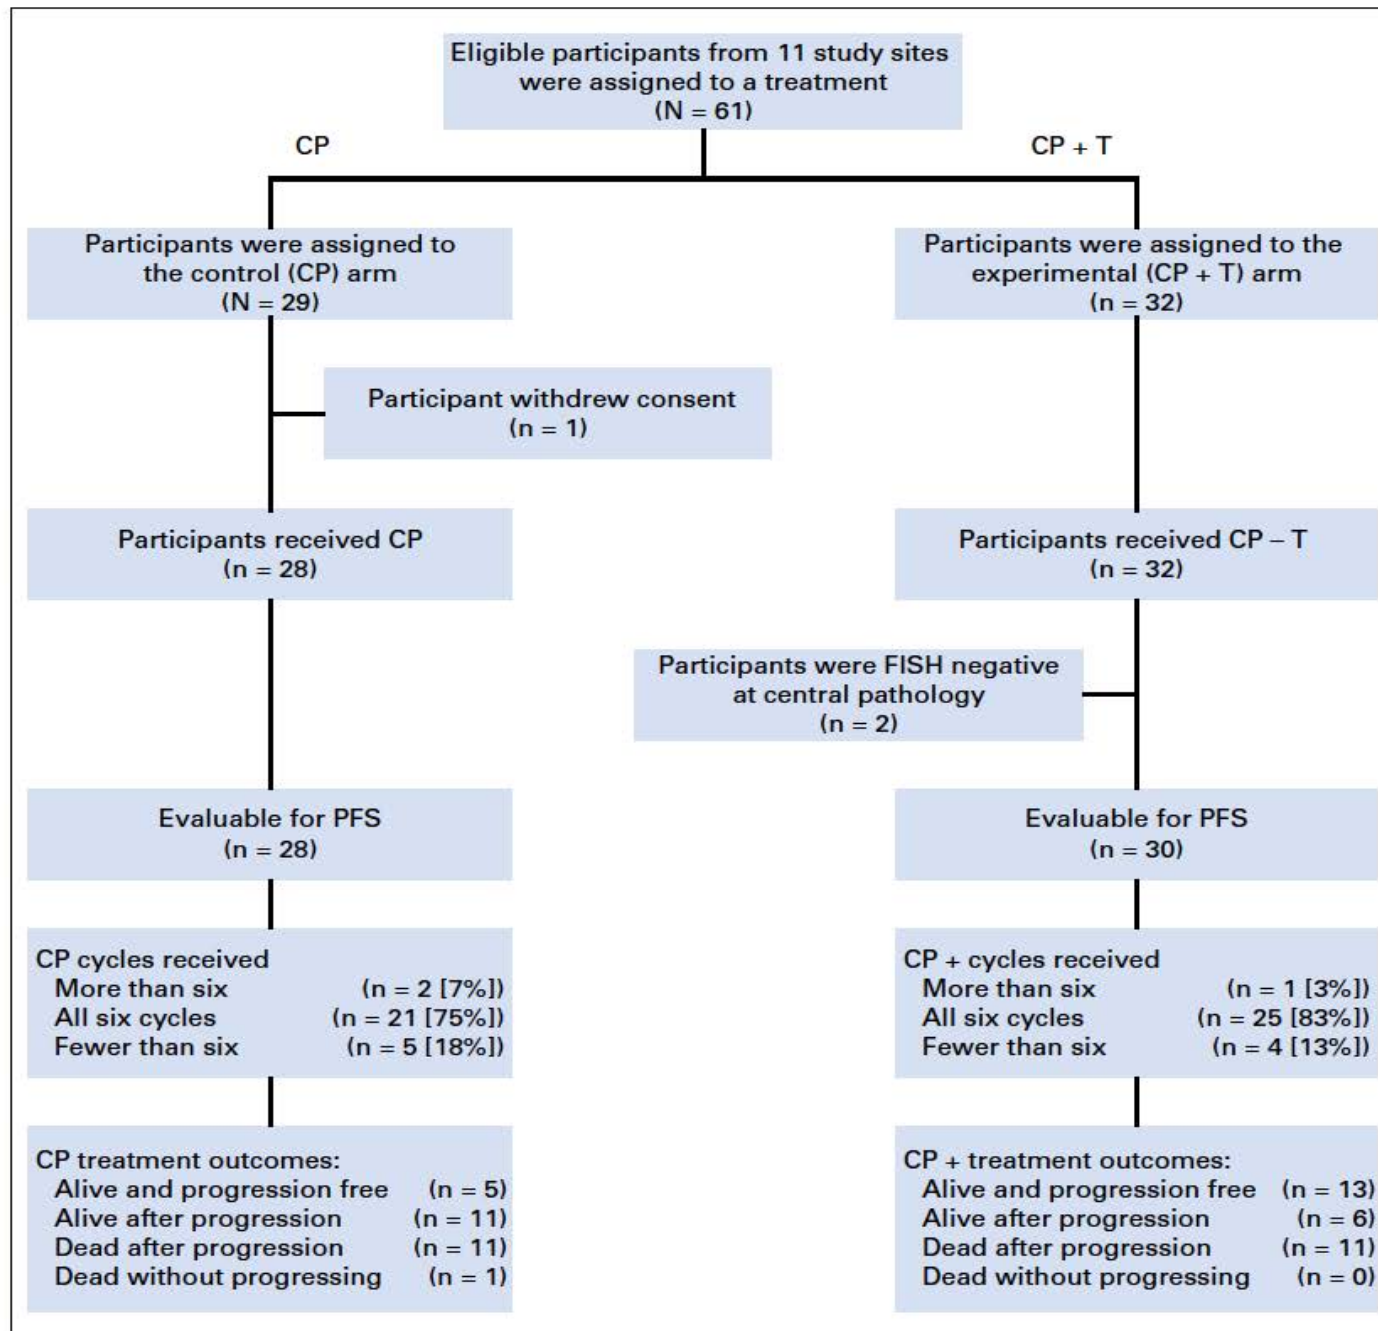 Eligible participants from 11 study sites
were assigned to a treatment
(N = 61)
CP
CP + T
Participants were assigned to
the control (CP) arm
(N = 29)
Participants were assigned to the
experimental (CP + T) arm
(n = 32)
Participant withdrew consent
(n = 1)
Participants received CP
(n = 28)
Participants received CP – T
(n = 32)
Participants were FISH negative
at central pathology
(n = 2)
Evaluable for PFS
(n = 28)
Evaluable for PFS
(n = 30)
CP cycles received
More than six (n = 2 [7%])
All six cycles (n = 21 [75%])
Fewer than six (n = 5 [18%])
CP + cycles received
More than six (n = 1 [3%])
All six cycles (n = 25 [83%])
Fewer than six (n = 4 [13%])
CP treatment outcomes:
Alive and progression free (n = 5)
Alive after progression (n = 11)
Dead after progression (n = 11)
Dead without progressing (n = 1)
CP + treatment outcomes:
Alive and progression free (n = 13)
Alive after progression (n = 6)
Dead after progression (n = 11)
Dead without progressing (n = 0)